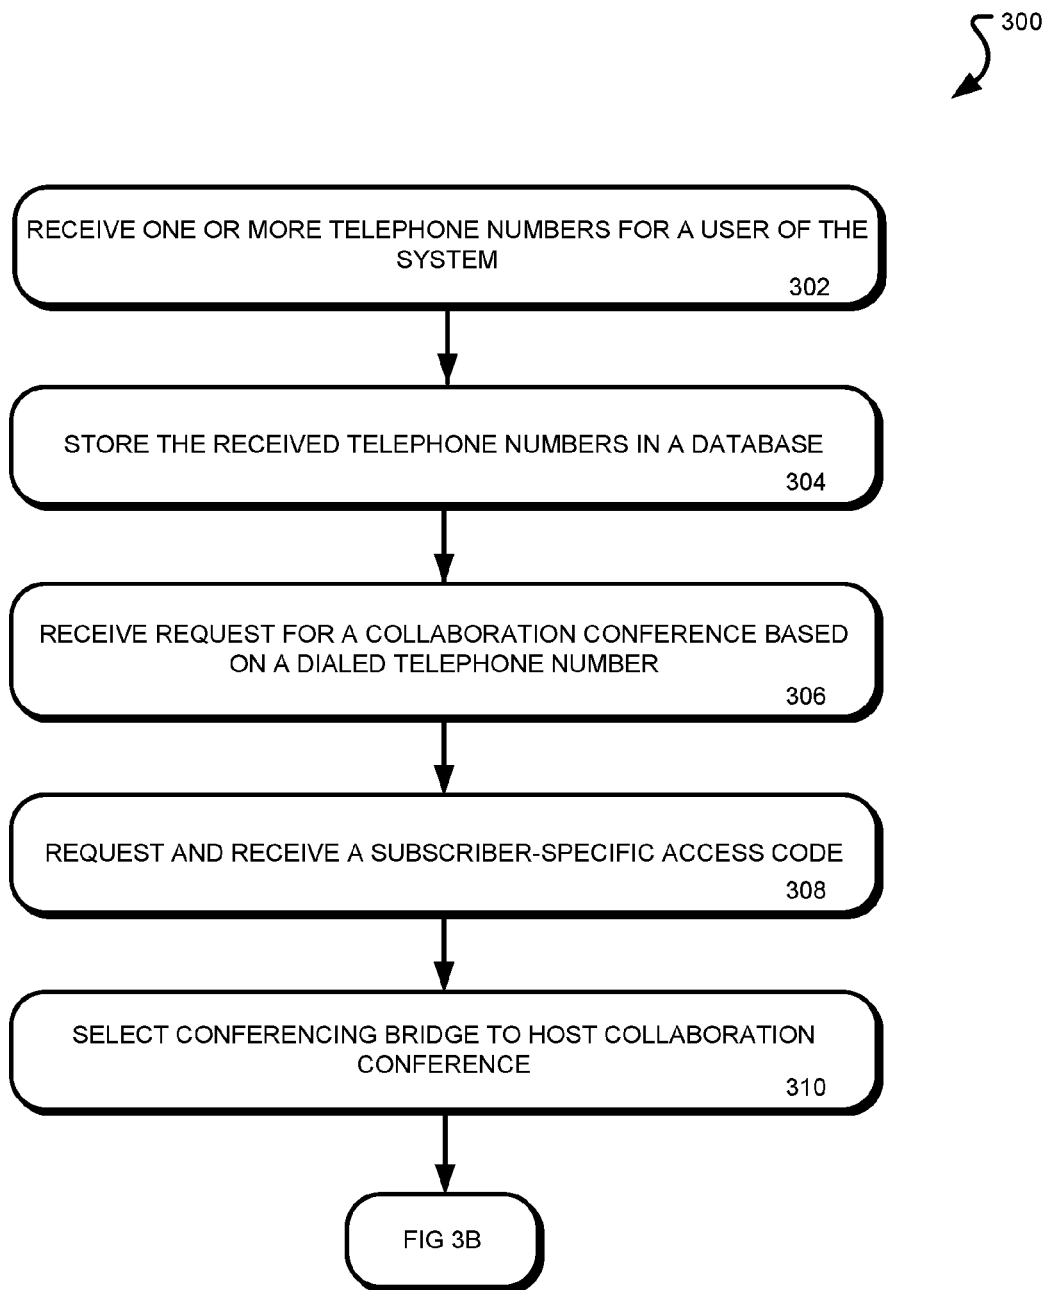 300
RECEIVE ONE OR MORE TELEPHONE NUMBERS FOR A USER OF THE
SYSTEM
302
STORE THE RECEIVED TELEPHONE NUMBERS IN A DATABASE
304
RECEIVE REQUEST FOR A COLLABORATION CONFERENCE BASED
ON A DIALED TELEPHONE NUMBER
306
REQUEST AND RECEIVE A SUBSCRIBER-SPECIFIC ACCESS CODE
308
SELECT CONFERENCING BRIDGE TO HOST COLLABORATION
CONFERENCE
310
FIG 3B